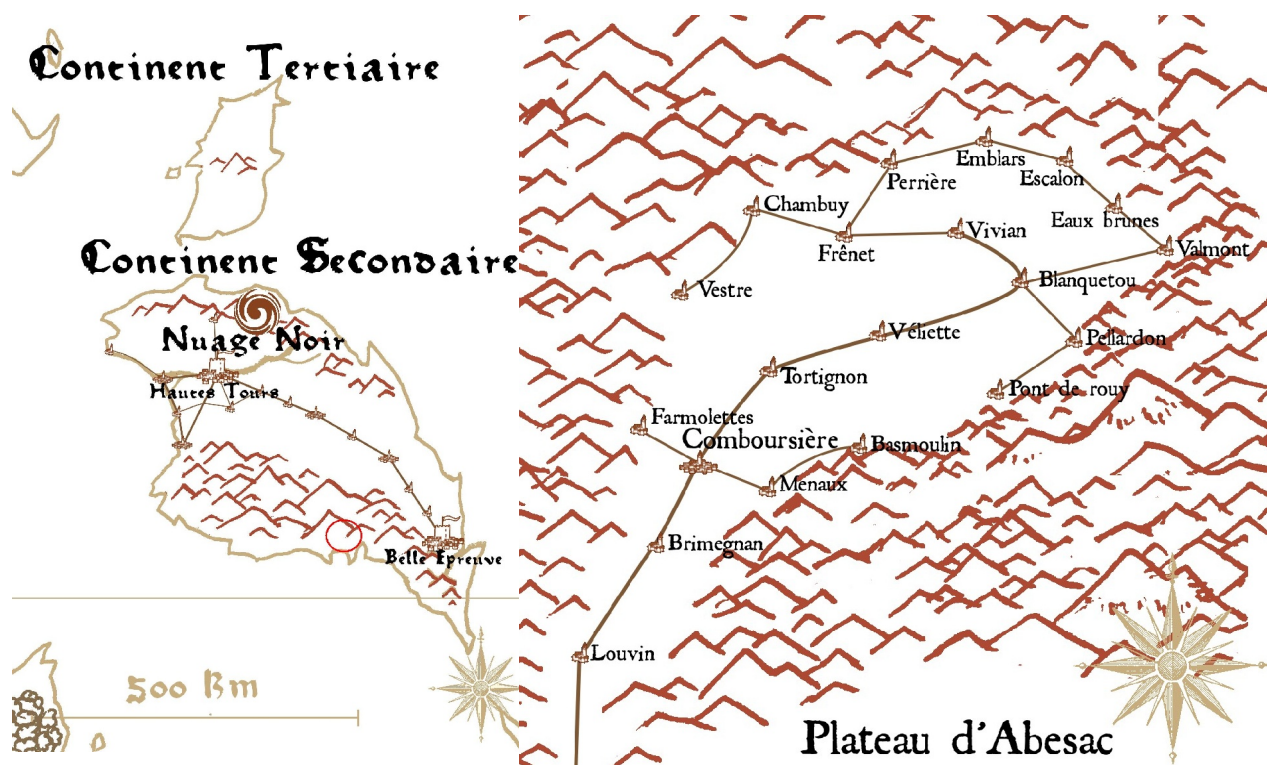 Continent Tertiaire
Continent Secondaire
Nuage Noir
Hautes Tours
Belle Epreuve
500 Km
Emblars
Perrière
Escalon
Chambuy
Eaux brunes
Vivian
Frênet
Valmont
Vestre
Blanquetou
Véliette
Pellardon
Tortignon
Pont de rouy
Farmolettes
Comboursière
Basmoulin
Menaux
Brimegnan
Louvin
Plateau d'Abesac